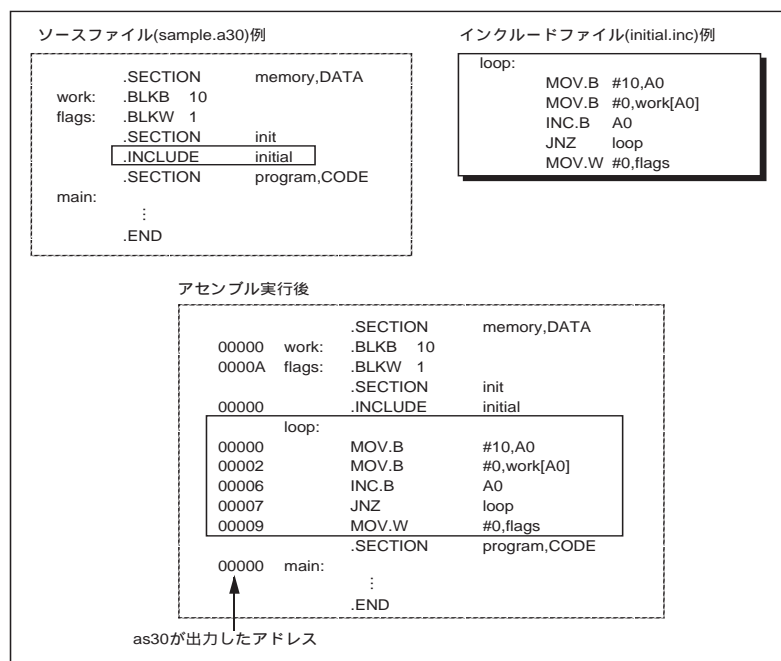 ソースファイル(sample.a30)例
.SECTION memory,DATA
work: .BLKB 10
flags: .BLKW 1
.SECTION init
.INCLUDE initial
.SECTION program,CODE
main:
⋮
.END
インクルードファイル(initial.inc)例
loop:
MOV.B #10,A0
MOV.B #0,work[A0]
INC.B A0
JNZ loop
MOV.W #0,flags
アセンブル実行後
.SECTION memory,DATA
00000 work: .BLKB 10
0000A flags: .BLKW 1
.SECTION init
00000 .INCLUDE initial
loop:
00000 MOV.B #10,A0
00002 MOV.B #0,work[A0]
00006 INC.B A0
00007 JNZ loop
00009 MOV.W #0,flags
.SECTION program,CODE
00000 main:
⋮
.END
as30が出力したアドレス